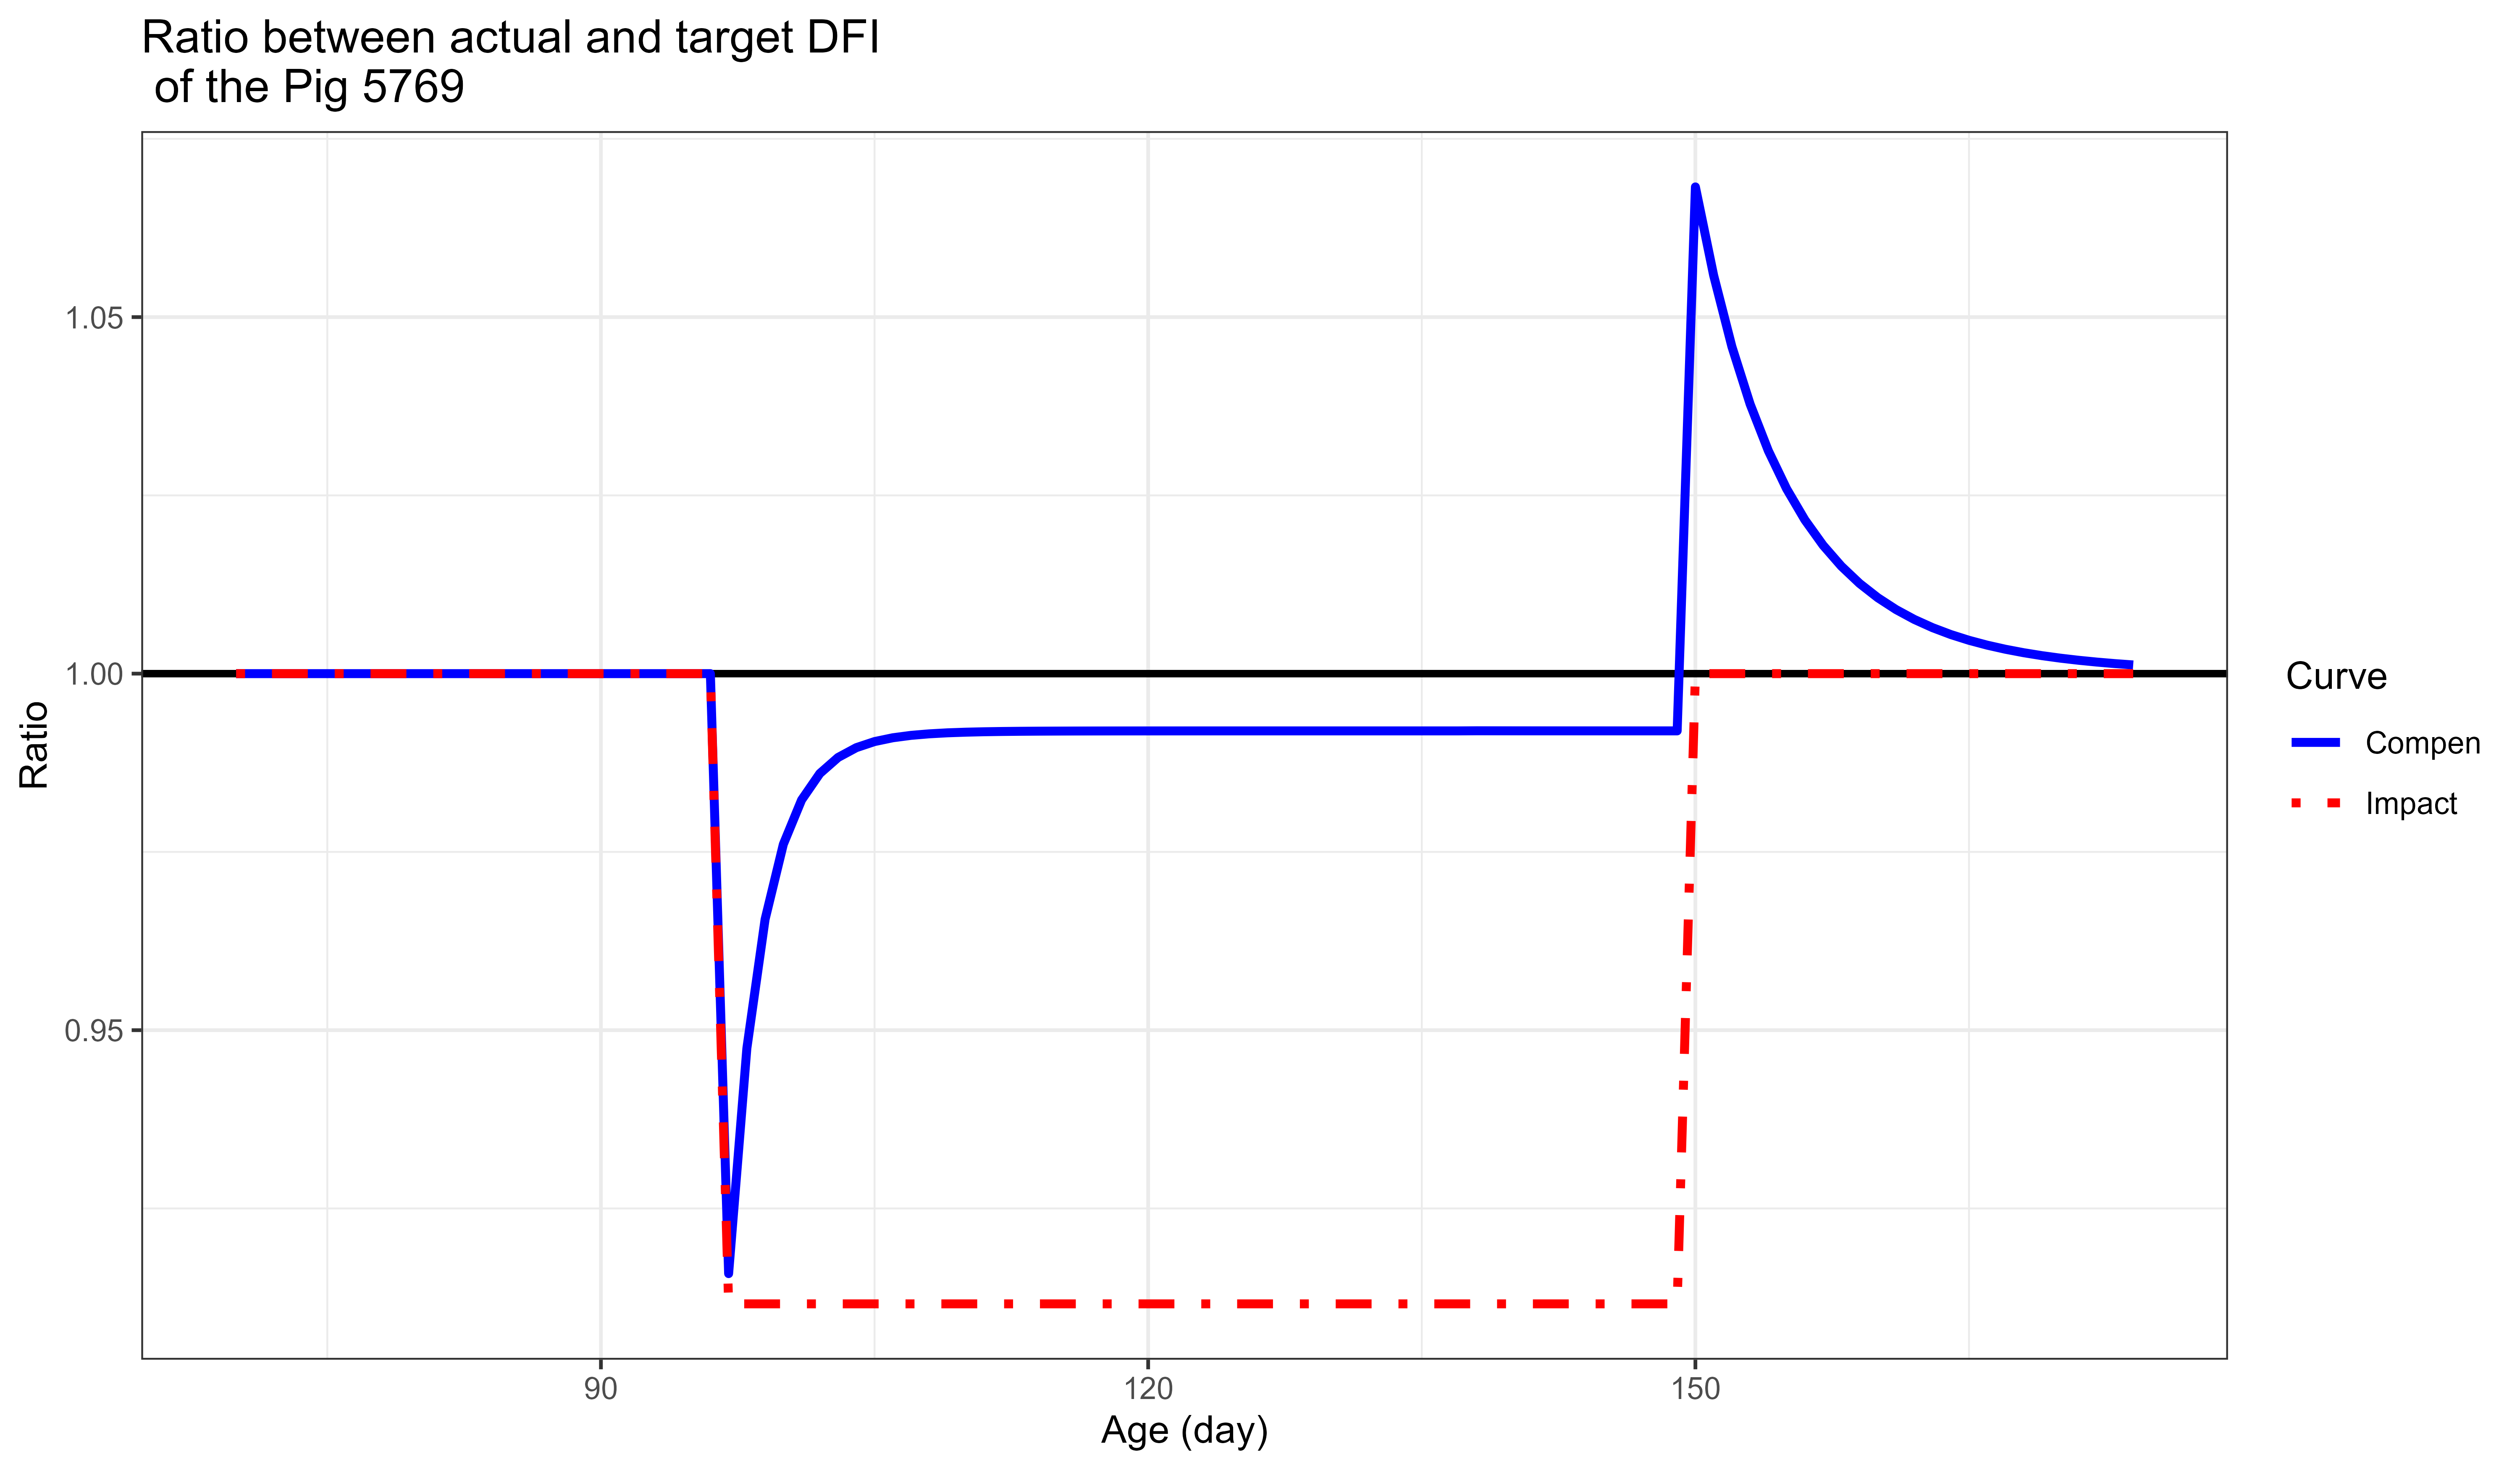 Ratio between actual and target DFI
of the Pig 5769
1.05
1.00
0.95
Ratio
90
120
150
Age (day)
Curve
Compen
Impact